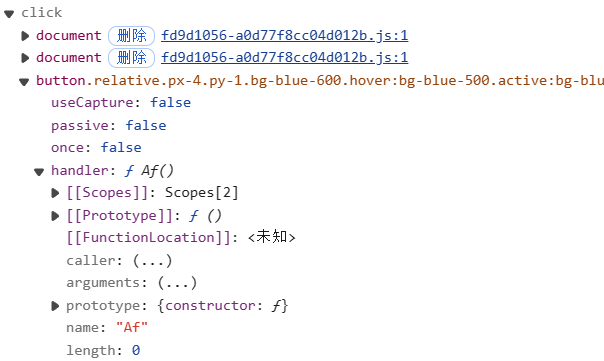 click
document 删除 fd9d1056-a0d77f8cc04d012b.js:1
document 删除 fd9d1056-a0d77f8cc04d012b.js:1
button.relative.px-4.py-1.bg-blue-600.hover:bg-blue-500.active:bg-blu
useCapture: false
passive: false
once: false
handler: ƒ Af()
[[Scopes]]: Scopes[2]
[[Prototype]]: ƒ ()
[[FunctionLocation]]: <未知>
caller: (...)
arguments: (...)
prototype: {constructor: ƒ}
name: "Af"
length: 0